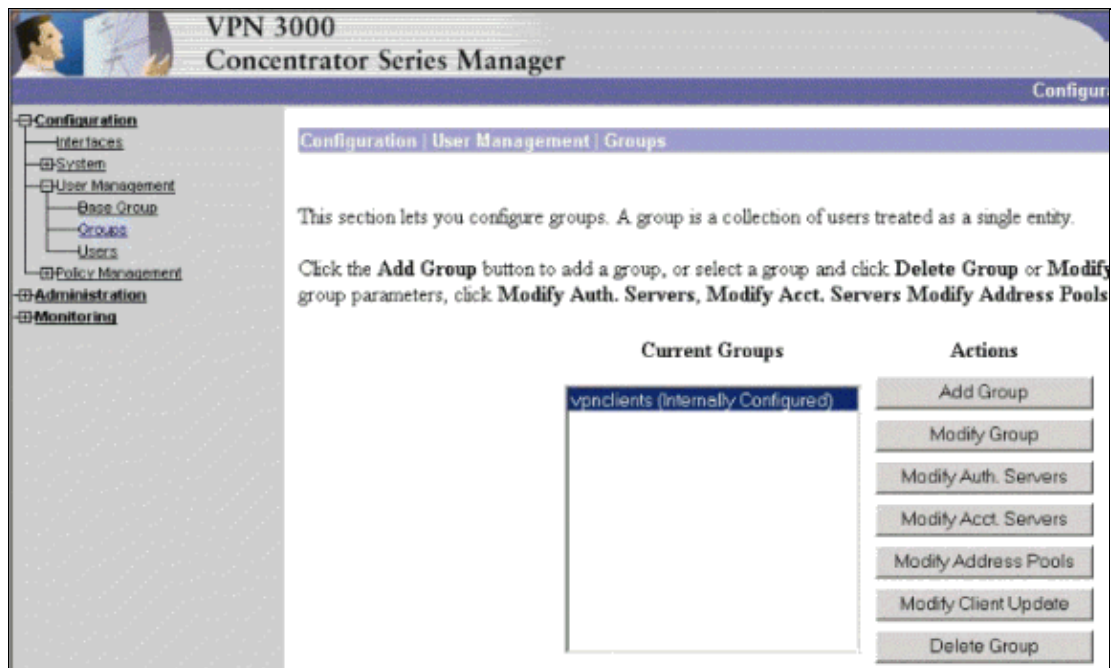 VPN 3000
Concentrator Series Manager
Configur
Configuration
Interfaces
System
User Management
Base Group
Groups
Users
Policy Management
Administration
Monitoring
Configuration | User Management | Groups
This section lets you configure groups. A group is a collection of users treated as a single entity.
Click the Add Group button to add a group, or select a group and click Delete Group or Modify
group parameters, click Modify Auth. Servers, Modify Acct. Servers Modify Address Pools
Current Groups
Actions
vpnclients (Internally Configured)
Add Group
Modify Group
Modify Auth. Servers
Modify Acct. Servers
Modify Address Pools
Modify Client Update
Delete Group